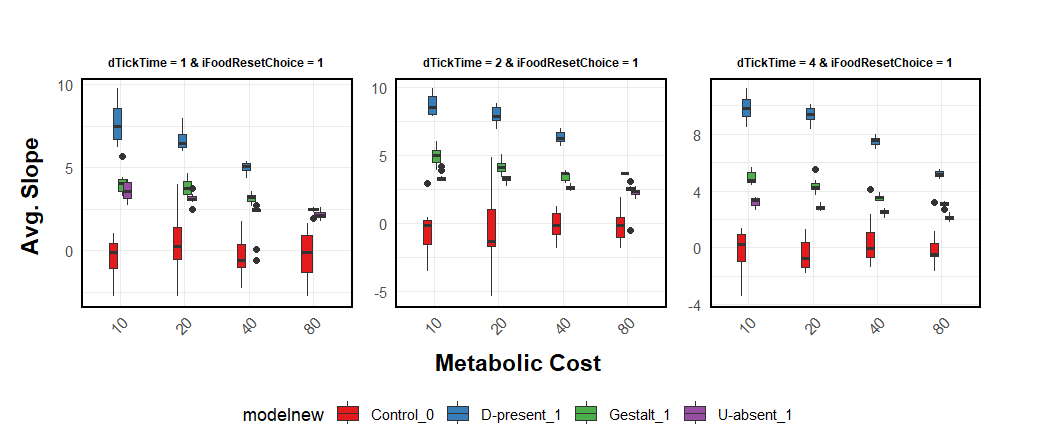 dTickTime = 1 & iFoodResetChoice = 1
dTickTime = 2 & iFoodResetChoice = 1
dTickTime = 4 & iFoodResetChoice = 1
Avg. Slope
10
5
0
10
5
0
-5
8
4
0
-4
10
20
40
80
10
20
40
80
10
20
40
80
Metabolic Cost
modelnew
Control_0
D-present_1
Gestalt_1
U-absent_1